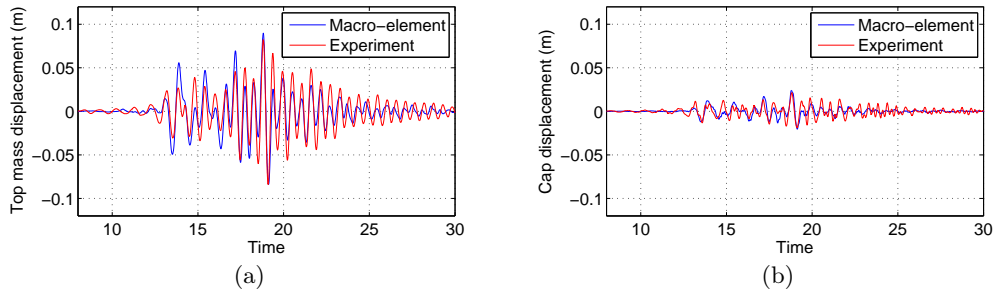 0.1
0.05
0
−0.05
−0.1
Top mass displacement (m)
Macro−element
Experiment
10 15 20 25 30
Time
(a)
0.1
0.05
0
−0.05
−0.1
Cap displacement (m)
Macro−element
Experiment
10 15 20 25 30
Time
(b)